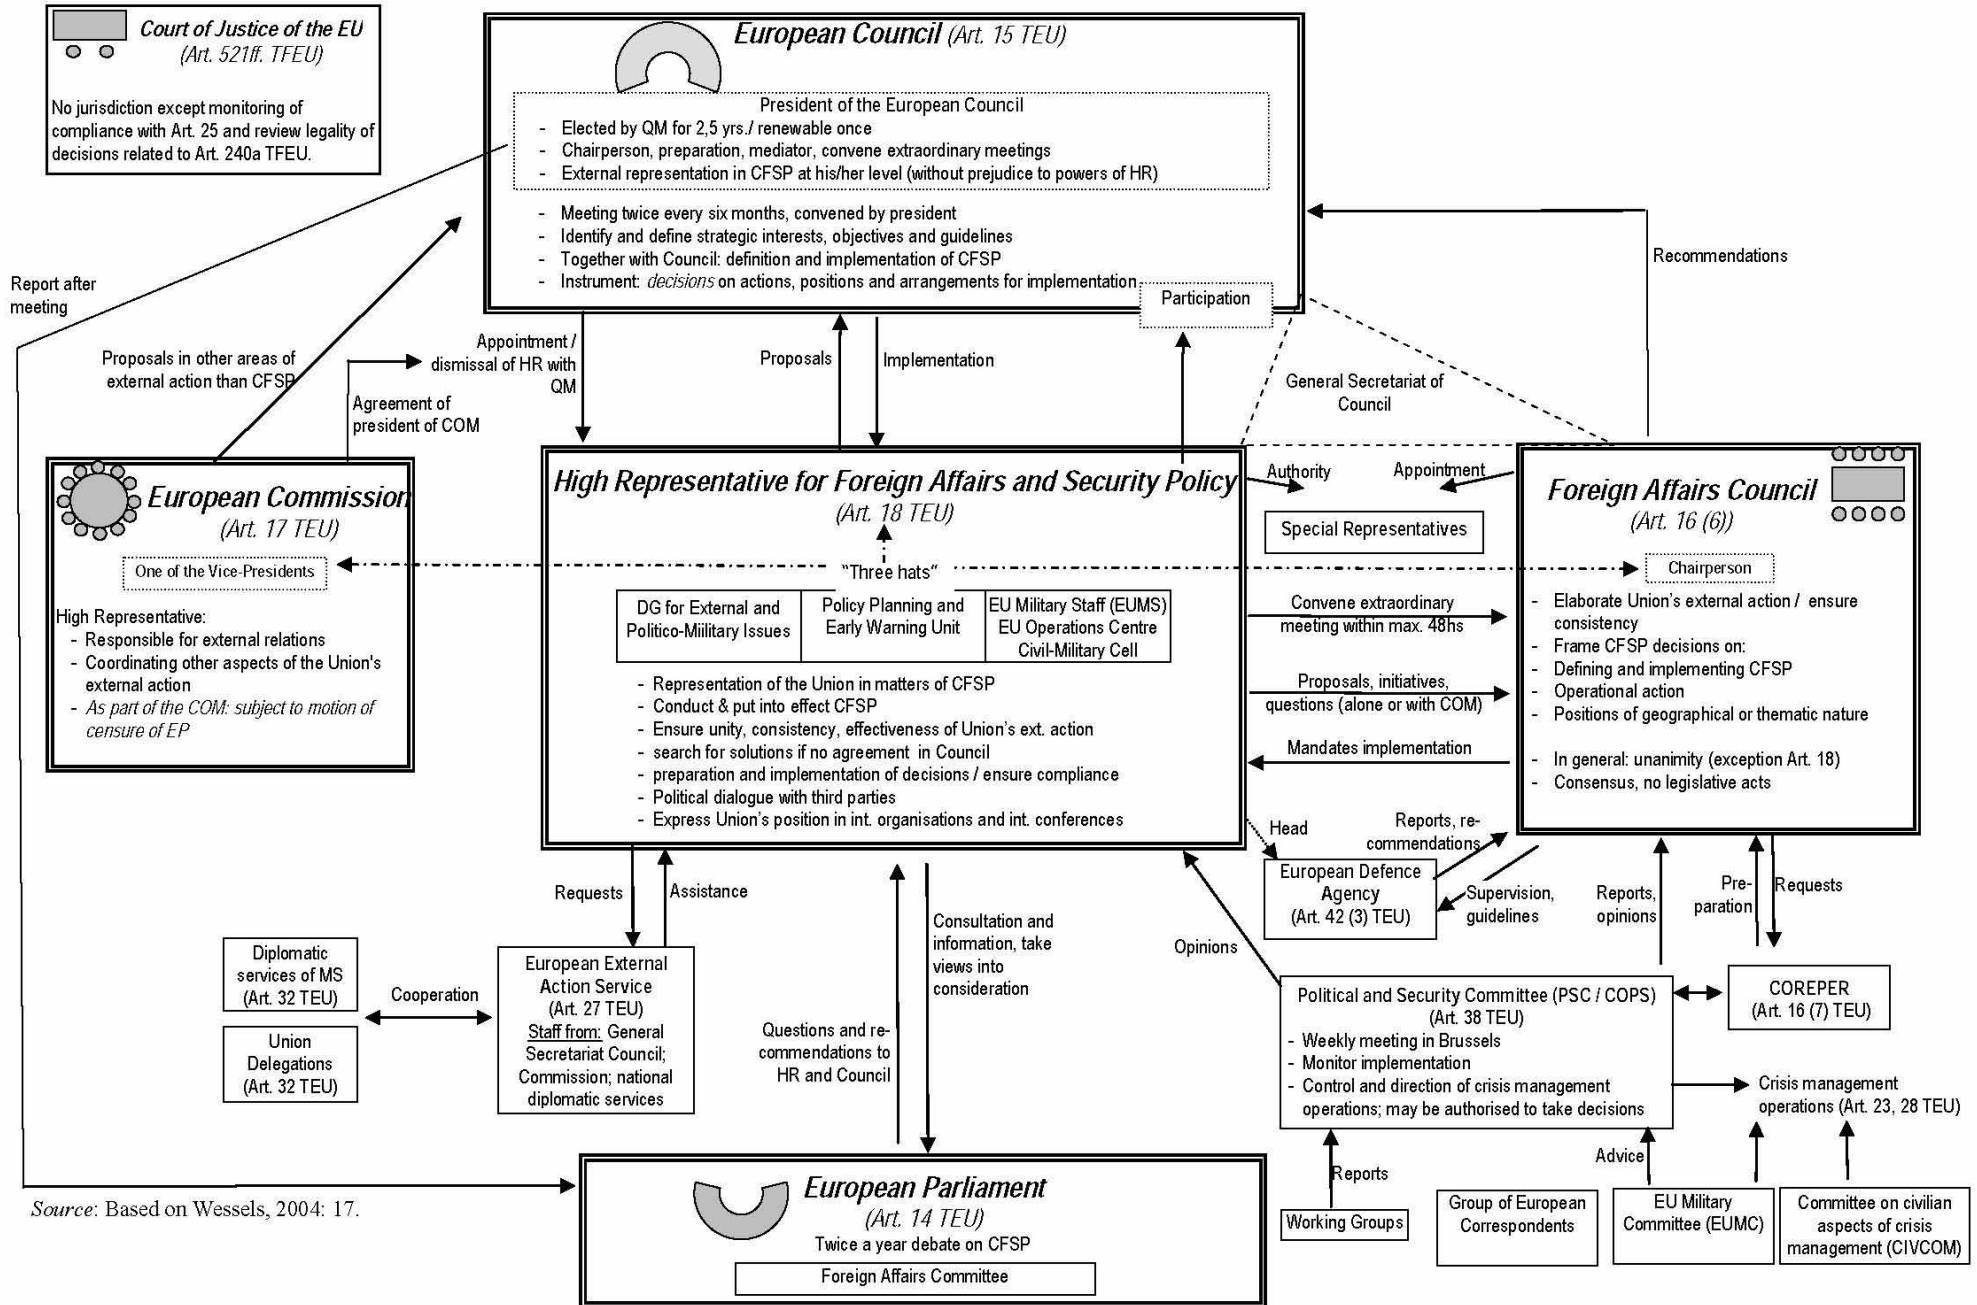 Court of Justice of the EU
(Art. 521ff. TFEU)
No jurisdiction except monitoring of
compliance with Art. 25 and review legality of
decisions related to Art. 240a TFEU.
European Council (Art. 15 TEU)
President of the European Council
- Elected by QM for 2,5 yrs./ renewable once
- Chairperson, preparation, mediator, convene extraordinary meetings
- External representation in CFSP at his/her level (without prejudice to powers of HR)
- Meeting twice every six months, convened by president
- Identify and define strategic interests, objectives and guidelines
- Together with Council: definition and implementation of CFSP
- Instrument: decisions on actions, positions and arrangements for implementation
Participation
Recommendations
Report after
meeting
Proposals in other areas of
external action than CFSP
Agreement of
president of COM
Appointment /
dismissal of HR with
QM
Proposals
Implementation
General Secretariat of
Council
European Commission
(Art. 17 TEU)
One of the Vice-Presidents
High Representative:
- Responsible for external relations
- Coordinating other aspects of the Union's
external action
- As part of the COM: subject to motion of
censure of EP
High Representative for Foreign Affairs and Security Policy
(Art. 18 TEU)
"Three hats"
DG for External and
Politico-Miilitary Issues
Policy Planning and
Early Warning Unit
EU Military Staff (EUMS)
EU Operations Centre
Civil-Military Cell
- Representation of the Union in matters of CFSP
- Conduct & put into effect CFSP
- Ensure unity, consistency, effectiveness of Union's ext. action
- search for solutions if no agreement in Council
- preparation and implementation of decisions / ensure compliance
- Political dialogue with third parties
- Express Union's position in int. organisations and int. conferences
Authority
Appointment
Special Representatives
Convene extraordinary
meeting within max. 48hs
Proposals, initiatives,
questions (alone or with COM)
Mandates implementation
Foreign Affairs Council
(Art. 16 (6))
Chairperson
- Elaborate Union's external action / ensure
consistency
- Frame CFSP decisions on:
- Defining and implementing CFSP
- Operational action
- Positions of geographical or thematic nature
- In general: unanimity (exception Art. 18)
- Consensus, no legislative acts
Head
Reports, re-
commendations
European Defence
Agency
(Art. 42 (3) TEU)
Supervision,
guidelines
Reports,
opinions
Pre-
paration
Requests
Requests
Assistance
Consultation and
information, take
views into
consideration
Opinions
Diplomatic
services of MS
(Art. 32 TEU)
Cooperation
Union
Delegations
(Art. 32 TEU)
European External
Action Service
(Art. 27 TEU)
Staff from: General
Secretariat Council;
Commission; national
diplomatic services
Questions and re-
commendations to
HR and Council
Political and Security Committee (PSC / COPS)
(Art. 38 TEU)
- Weekly meeting in Brussels
- Monitor implementation
- Control and direction of crisis management
operations; may be authorised to take decisions
COREPER
(Art. 16 (7) TEU)
Crisis management
operations (Art. 23, 28 TEU)
Reports
Advice
Working Groups
Group of European
Correspondents
EU Military
Committee (EUMC)
Committee on civilian
aspects of crisis
management (CIVCOM)
European Parliament
(Art. 14 TEU)
Twice a year debate on CFSP
Foreign Affairs Committee
Source: Based on Wessels, 2004: 17.